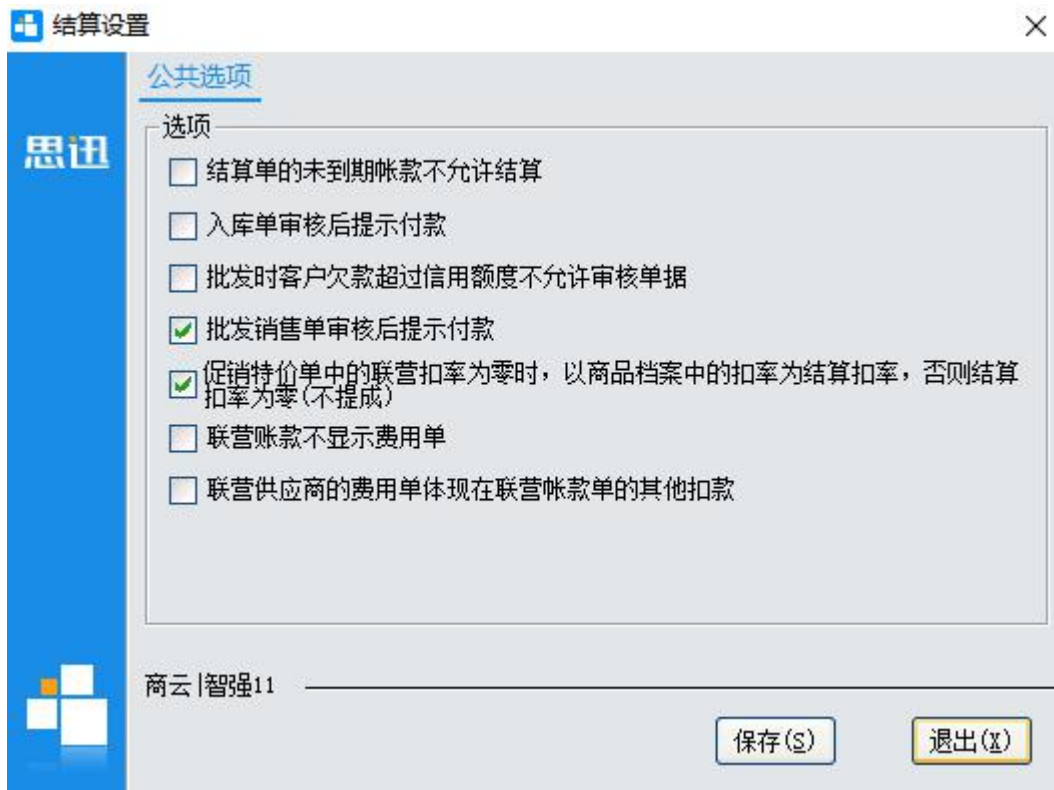 结算设置
公共选项
思迅
选项
结算单的未到期帐款不允许结算
入库单审核后提示付款
批发时客户欠款超过信用额度不允许审核单据
批发销售单审核后提示付款
促销特价单中的联营扣率为零时，以商品档案中的扣率为结算扣率，否则结算
扣率为零(不提成)
联营账款不显示费用单
联营供应商的费用单体现在联营帐款单的其他扣款
商云|智强11
保存(S)
退出(X)